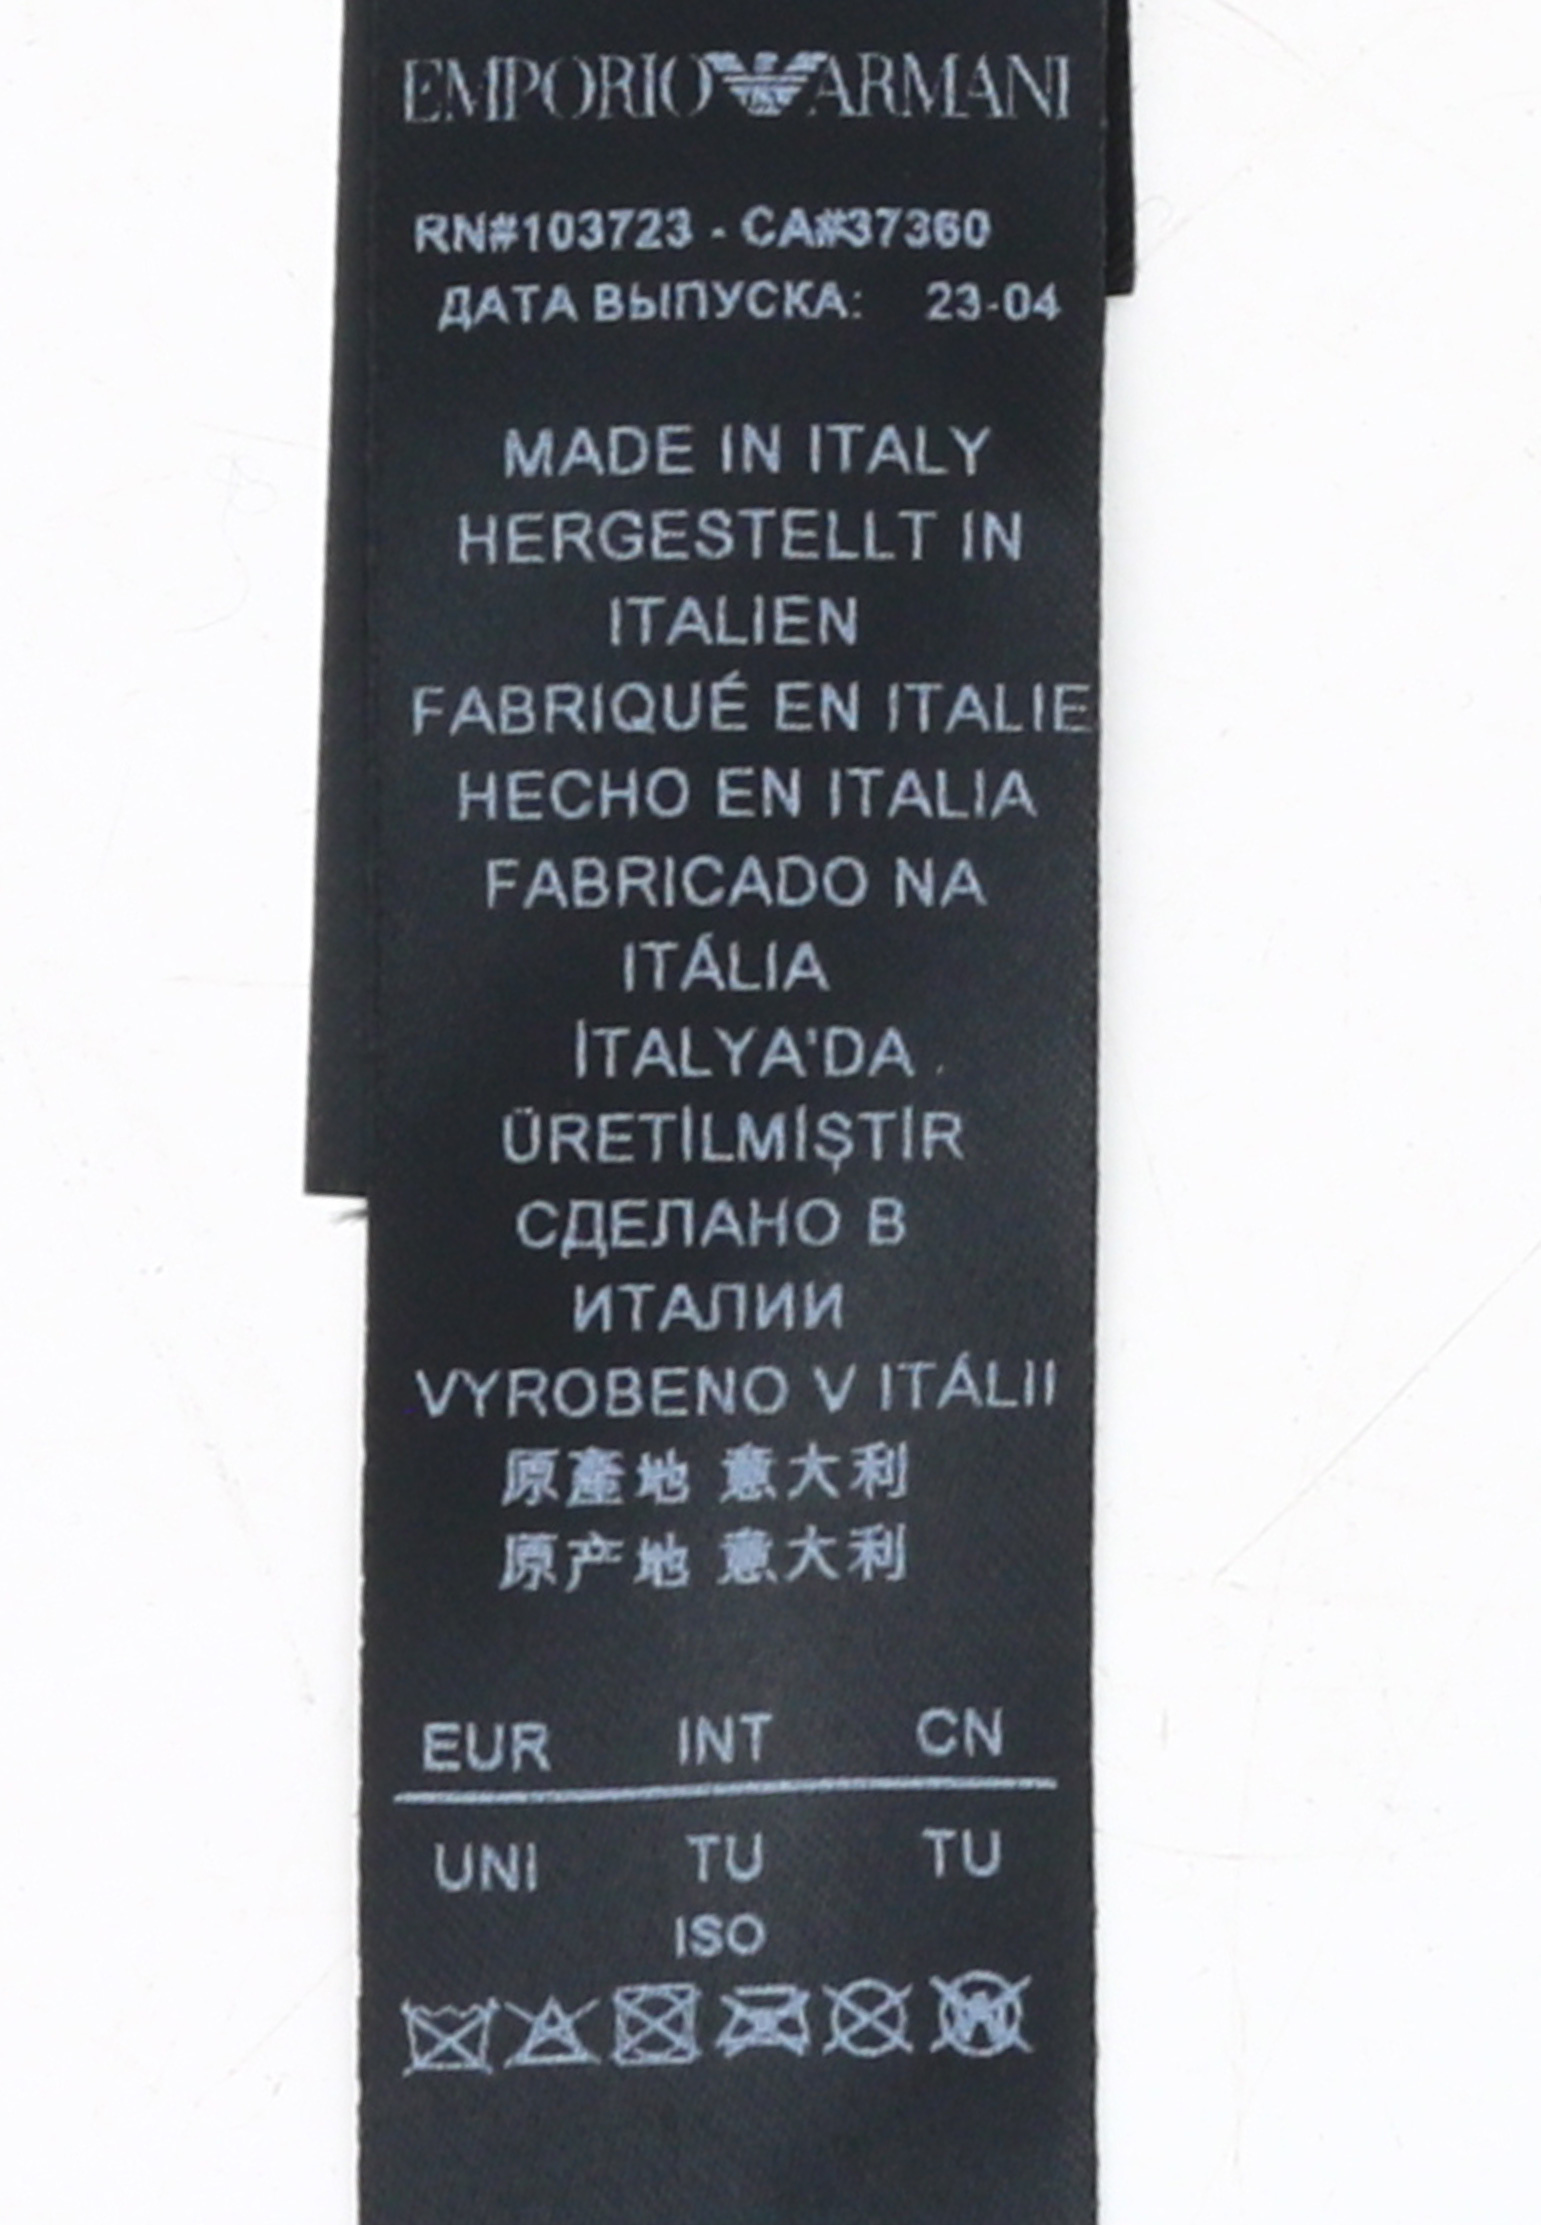 EMPORIO ARMANI
RN#103723 - CA#37360
ДАТА ВЫПУСКА: 23-04
MADE IN ITALY
HERGESTELLT IN
ITALIEN
FABRIQUÉ EN ITALIE
HECHO EN ITALIA
FABRICADO NA
ITÁLIA
İTALYA'DA
ÜRETİLMİŞTİR
СДЕЛАНО В
ИТАЛИИ
VYROBENO V ITÁLII
原產地 意大利
原产地 意大利
EUR INT CN
UNI TU TU
ISO
W